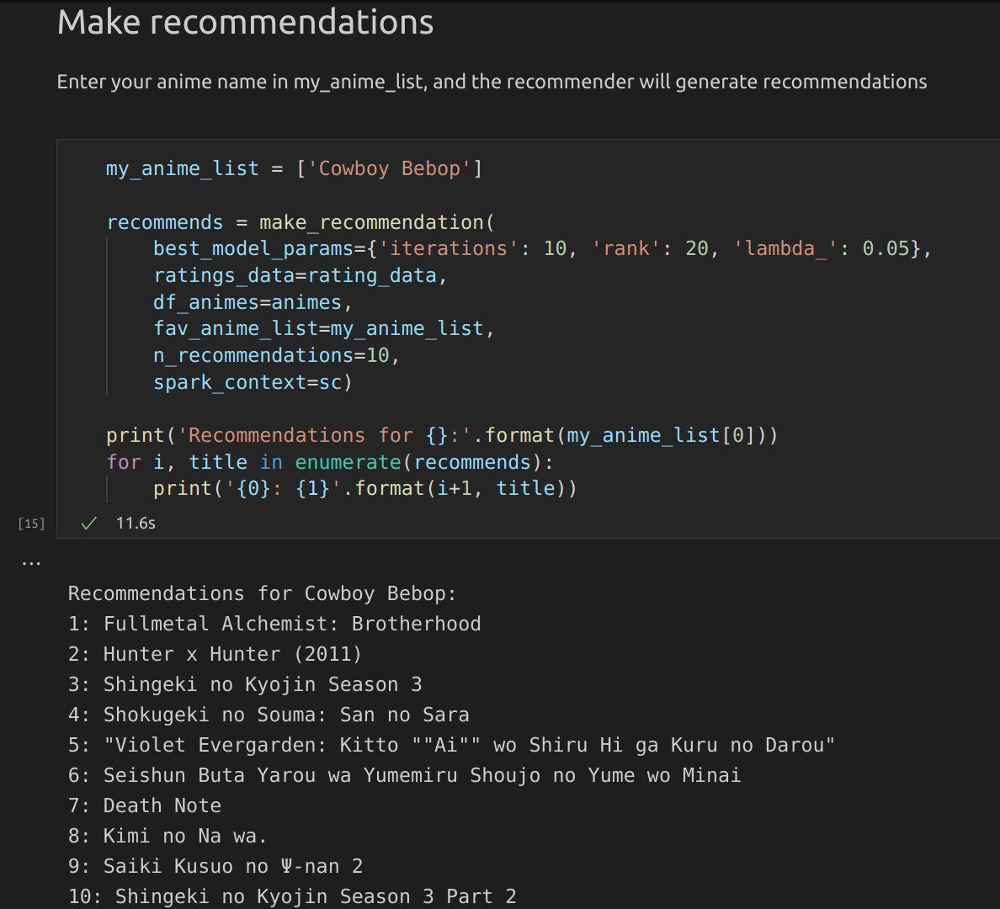 Make recommendations
Enter your anime name in my_anime_list, and the recommender will generate recommendations
my_anime_list = ['Cowboy Bebop']
recommends = make_recommendation(
    best_model_params={'iterations': 10, 'rank': 20, 'lambda_': 0.05},
    ratings_data=rating_data,
    df_animes=animes,
    fav_anime_list=my_anime_list,
    n_recommendations=10,
    spark_context=sc)
print('Recommendations for {}:'.format(my_anime_list[0]))
for i, title in enumerate(recommends):
    print('{0}: {1}'.format(i+1, title))
[15] ✓ 11.6s
...
Recommendations for Cowboy Bebop:
1: Fullmetal Alchemist: Brotherhood
2: Hunter x Hunter (2011)
3: Shingeki no Kyojin Season 3
4: Shokugeki no Souma: San no Sara
5: "Violet Evergarden: Kitto ""Ai"" wo Shiru Hi ga Kuru no Darou"
6: Seishun Buta Yarou wa Yumemiru Shoujo no Yume wo Minai
7: Death Note
8: Kimi no Na wa.
9: Saiki Kusuo no Ψ-nan 2
10: Shingeki no Kyojin Season 3 Part 2